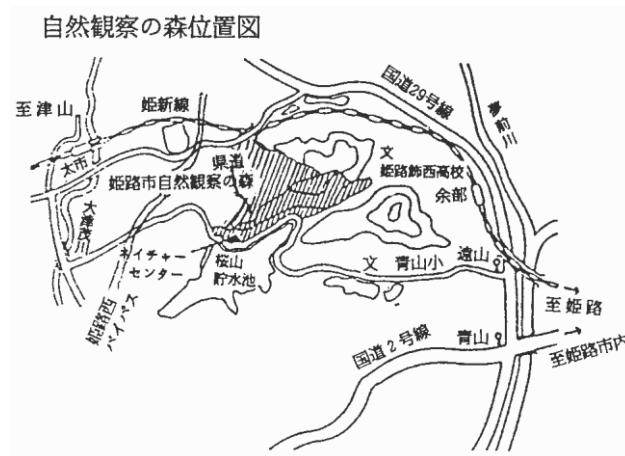 自然観察の森位置図
至津山
姫新線
国道29号線
夢前川
太市
県道
文
姫路飾西高校
姫路市自然観察の森
余部
大津茂川
ネイチャー
センター
桜山
貯水池
文 青山小
遠山
姫路西
バイパス
国道2号線
青山
至姫路
至姫路市内